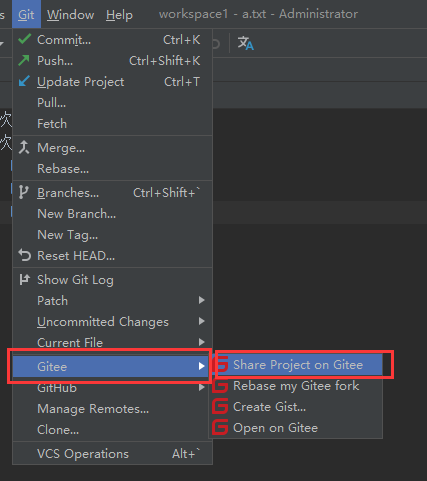 s Git Window Help workspace1 - a.txt - Administrator
Commit... Ctrl+K
Push... Ctrl+Shift+K
Update Project Ctrl+T
Pull...
Fetch
次
次
Merge...
Rebase...
Branches... Ctrl+Shift+`
New Branch...
New Tag...
Reset HEAD...
Show Git Log
Patch
Uncommitted Changes
Current File
Gitee
Share Project on Gitee
GitHub
Rebase my Gitee fork
Manage Remotes...
Create Gist...
Clone...
Open on Gitee
VCS Operations Alt+`